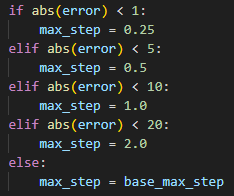 if abs(error) < 1:
    max_step = 0.25
elif abs(error) < 5:
    max_step = 0.5
elif abs(error) < 10:
    max_step = 1.0
elif abs(error) < 20:
    max_step = 2.0
else:
    max_step = base_max_step